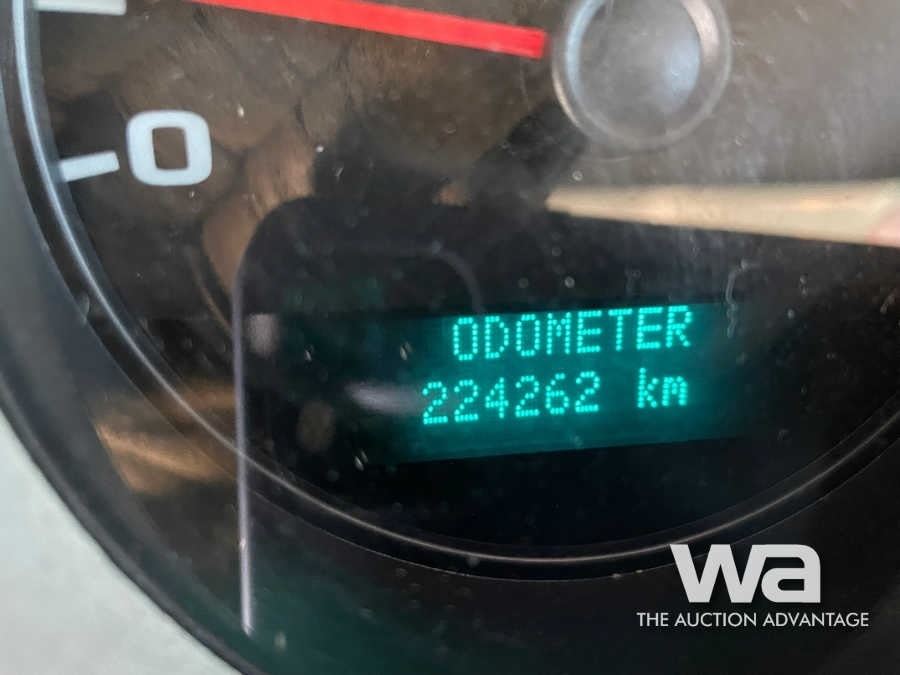 0
ODOMETER
224262 km
wa
THE AUCTION ADVANTAGE